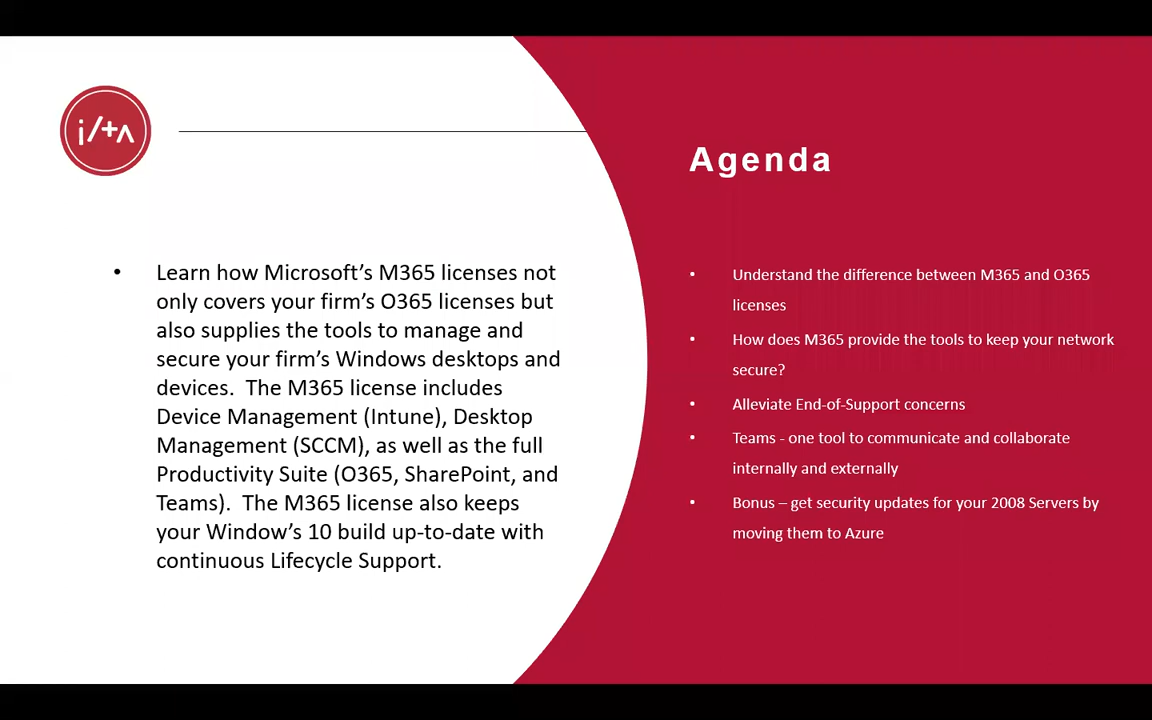 i/+A
Agenda
• Learn how Microsoft's M365 licenses not
only covers your firm's O365 licenses but
also supplies the tools to manage and
secure your firm's Windows desktops and
devices.  The M365 license includes
Device Management (Intune), Desktop
Management (SCCM), as well as the full
Productivity Suite (O365, SharePoint, and
Teams).  The M365 license also keeps
your Window's 10 build up-to-date with
continuous Lifecycle Support.
• Understand the difference between M365 and O365
licenses
• How does M365 provide the tools to keep your network
secure?
• Alleviate End-of-Support concerns
• Teams - one tool to communicate and collaborate
internally and externally
• Bonus – get security updates for your 2008 Servers by
moving them to Azure